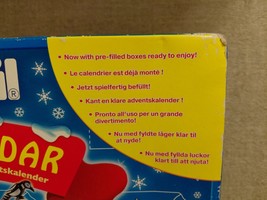 • Now with pre-filled boxes ready to enjoy!
• Le calendrier est déjà monté !
• Jetzt spielfertig befüllt!
• Kant en klare adventskalender !
• Pronto all'uso per un grande
divertimento!
• Nu med fyldte låger klar til
at nyde!
• Nu med fyllda luckor
klart till att njuta!
®
DAR
tskalender